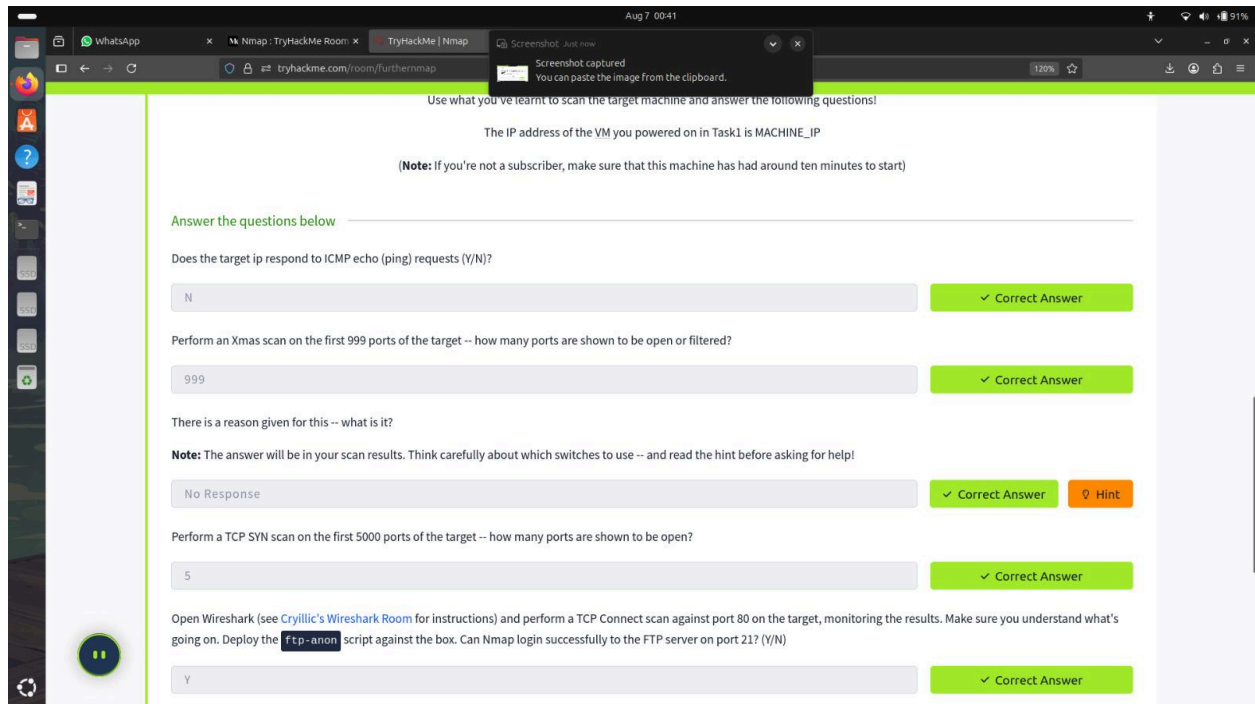 Aug 7 00:41
91%
WhatsApp
Nmap : TryHackMe Room
TryHackMe | Nmap
Screenshot Just now
Screenshot captured
You can paste the image from the clipboard.
tryhackme.com/room/furthernmap
120%
Use what you've learnt to scan the target machine and answer the following questions!
The IP address of the VM you powered on in Task1 is MACHINE_IP
(Note: If you're not a subscriber, make sure that this machine has had around ten minutes to start)
Answer the questions below
Does the target ip respond to ICMP echo (ping) requests (Y/N)?
N
✓ Correct Answer
Perform an Xmas scan on the first 999 ports of the target -- how many ports are shown to be open or filtered?
999
✓ Correct Answer
There is a reason given for this -- what is it?
Note: The answer will be in your scan results. Think carefully about which switches to use -- and read the hint before asking for help!
No Response
✓ Correct Answer
Hint
Perform a TCP SYN scan on the first 5000 ports of the target -- how many ports are shown to be open?
5
✓ Correct Answer
Open Wireshark (see Cryillic's Wireshark Room for instructions) and perform a TCP Connect scan against port 80 on the target, monitoring the results. Make sure you understand what's
going on. Deploy the ftp-anon script against the box. Can Nmap login successfully to the FTP server on port 21? (Y/N)
Y
✓ Correct Answer
SSD
SSD
SSD